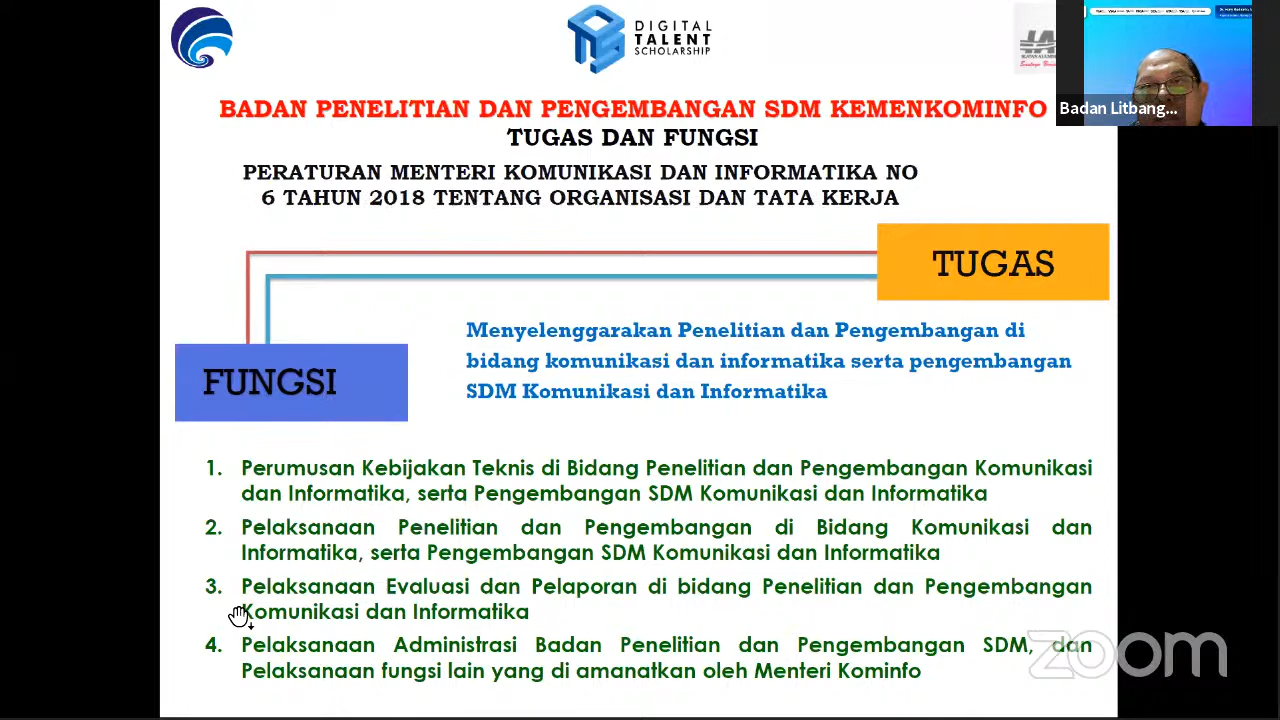 DIGITAL
TALENT
SCHOLARSHIP
BADAN PENELITIAN DAN PENGEMBANGAN SDM KEMENKOMINFO
TUGAS DAN FUNGSI
PERATURAN MENTERI KOMUNIKASI DAN INFORMATIKA NO
6 TAHUN 2018 TENTANG ORGANISASI DAN TATA KERJA
Badan Litbang...
TUGAS
Menyelenggarakan Penelitian dan Pengembangan di
bidang komunikasi dan informatika serta pengembangan
SDM Komunikasi dan Informatika
FUNGSI
1. Perumusan Kebijakan Teknis di Bidang Penelitian dan Pengembangan Komunikasi
dan Informatika, serta Pengembangan SDM Komunikasi dan Informatika
2. Pelaksanaan Penelitian dan Pengembangan di Bidang Komunikasi dan
Informatika, serta Pengembangan SDM Komunikasi dan Informatika
3. Pelaksanaan Evaluasi dan Pelaporan di bidang Penelitian dan Pengembangan
Komunikasi dan Informatika
4. Pelaksanaan Administrasi Badan Penelitian dan Pengembangan SDM, dan
Pelaksanaan fungsi lain yang di amanatkan oleh Menteri Kominfo
zoom